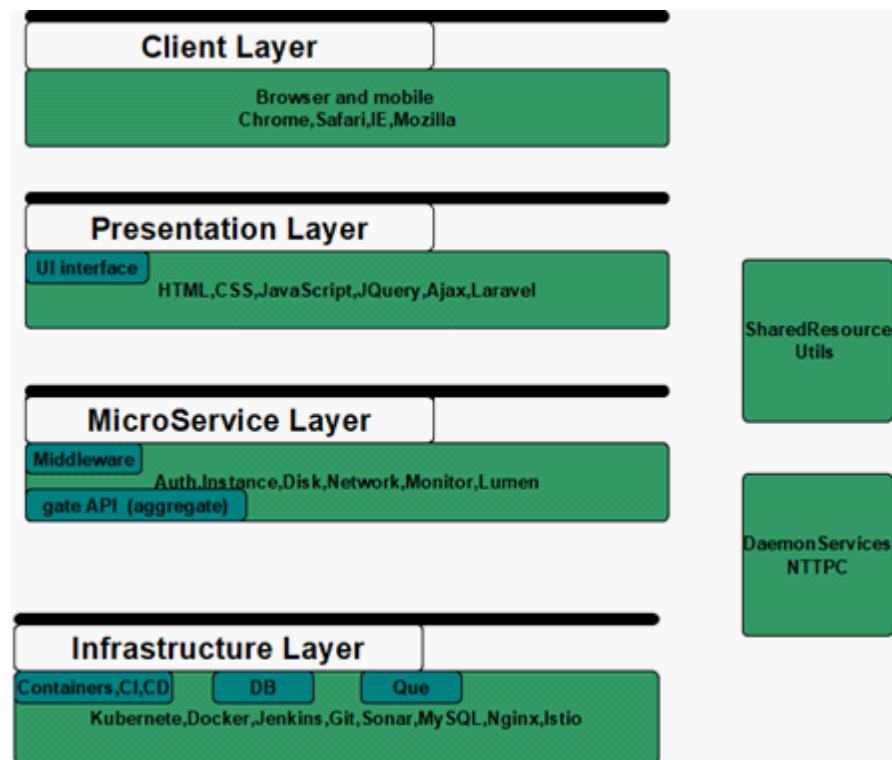 Client Layer
Browser and mobile
Chrome,Safari,IE,Mozilla
Presentation Layer
UI interface
HTML,CSS,JavaScript,JQuery,Ajax,Laravel
MicroService Layer
Middleware
Auth.Instance,Disk,Network,Monitor,Lumen
gate API (aggregate)
Infrastructure Layer
Containers,CI,CD
DB
Que
Kubernete,Docker,Jenkins,Git,Sonar,MySQL,Nginx,Istio
SharedResource
Utils
DaemonServices
NTTPC